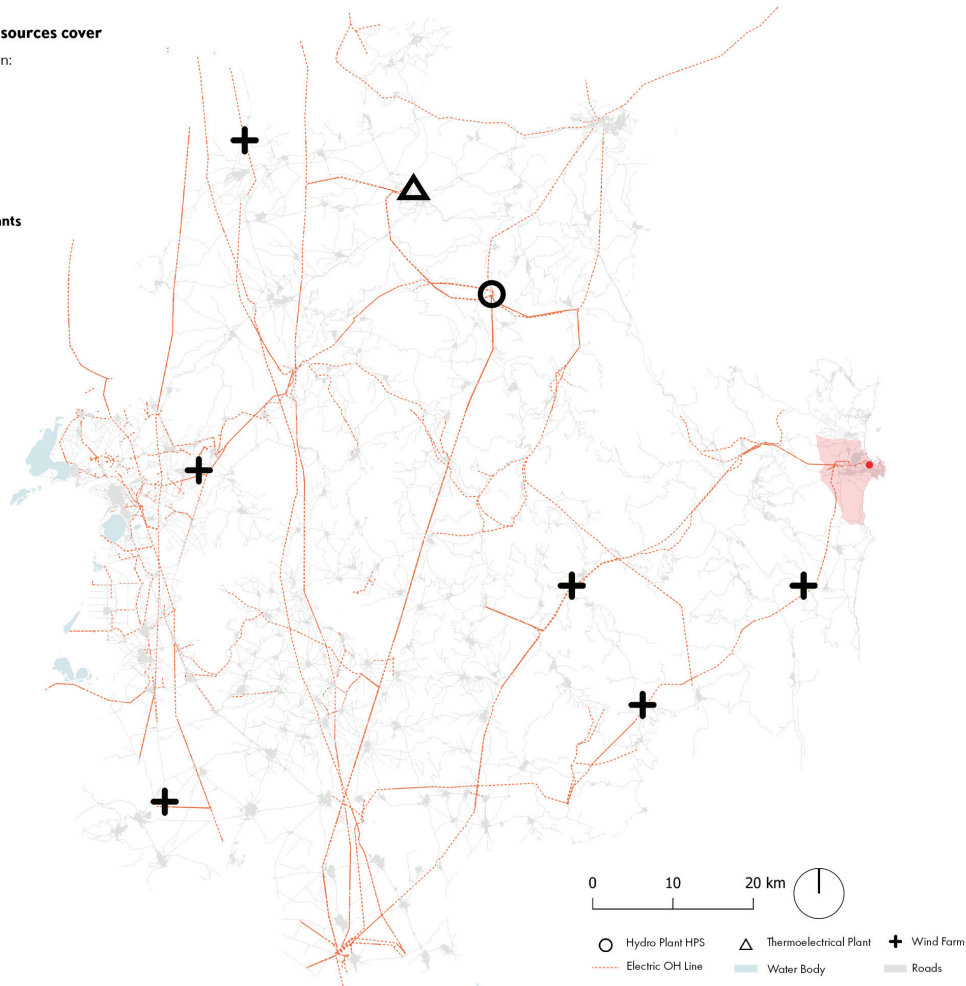 sources cover
n:
ants
0 10 20 km
Hydro Plant HPS
Thermoelectrical Plant
Wind Farm
Electric OH Line
Water Body
Roads